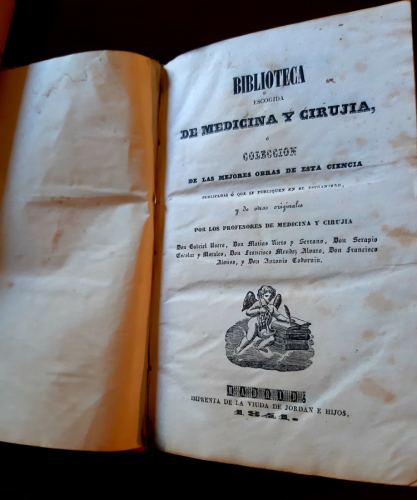 BIBLIOTECA
ESCOGIDA
DE MEDICINA Y CIRUJIA,
ó
COLECCION
DE LAS MEJORES OBRAS DE ESTA CIENCIA
PUBLICADAS Ó QUE SE PUBLIQUEN EN EL ESTRANJERO,
y de otras originales
POR LOS PROFESORES DE MEDICINA Y CIRUJIA
Don Gabriel Usera, Don Matias Nieto y Serrano, Don Serapio
Escolar y Morales, Don Francisco Mendez Alvaro, Don Francisco
Alonso, y Don Antonio Codorniu.
MADRID:
IMPRENTA DE LA VIUDA DE JORDAN E HIJOS,
1841.